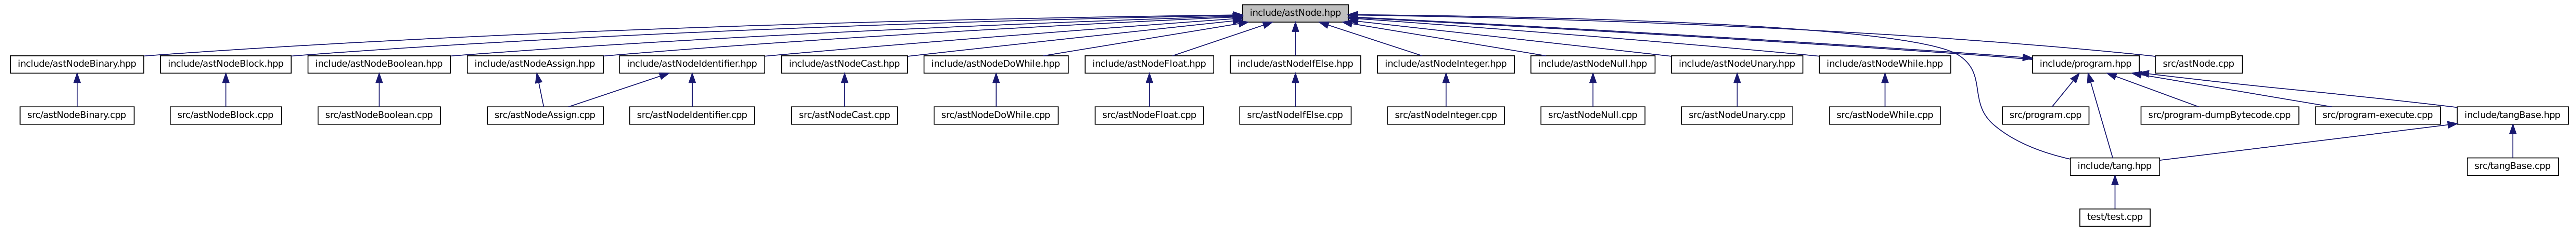 include/astNode.hpp
include/astNodeBinary.hpp
include/astNodeBlock.hpp
include/astNodeBoolean.hpp
include/astNodeAssign.hpp
include/astNodeIdentifier.hpp
include/astNodeCast.hpp
include/astNodeDoWhile.hpp
include/astNodeFloat.hpp
include/astNodeIfElse.hpp
include/astNodeInteger.hpp
include/astNodeNull.hpp
include/astNodeUnary.hpp
include/astNodeWhile.hpp
include/program.hpp
src/astNode.cpp
src/astNodeBinary.cpp
src/astNodeBlock.cpp
src/astNodeBoolean.cpp
src/astNodeAssign.cpp
src/astNodeIdentifier.cpp
src/astNodeCast.cpp
src/astNodeDoWhile.cpp
src/astNodeFloat.cpp
src/astNodeIfElse.cpp
src/astNodeInteger.cpp
src/astNodeNull.cpp
src/astNodeUnary.cpp
src/astNodeWhile.cpp
src/program.cpp
src/program-dumpBytecode.cpp
src/program-execute.cpp
include/tangBase.hpp
include/tang.hpp
src/tangBase.cpp
test/test.cpp